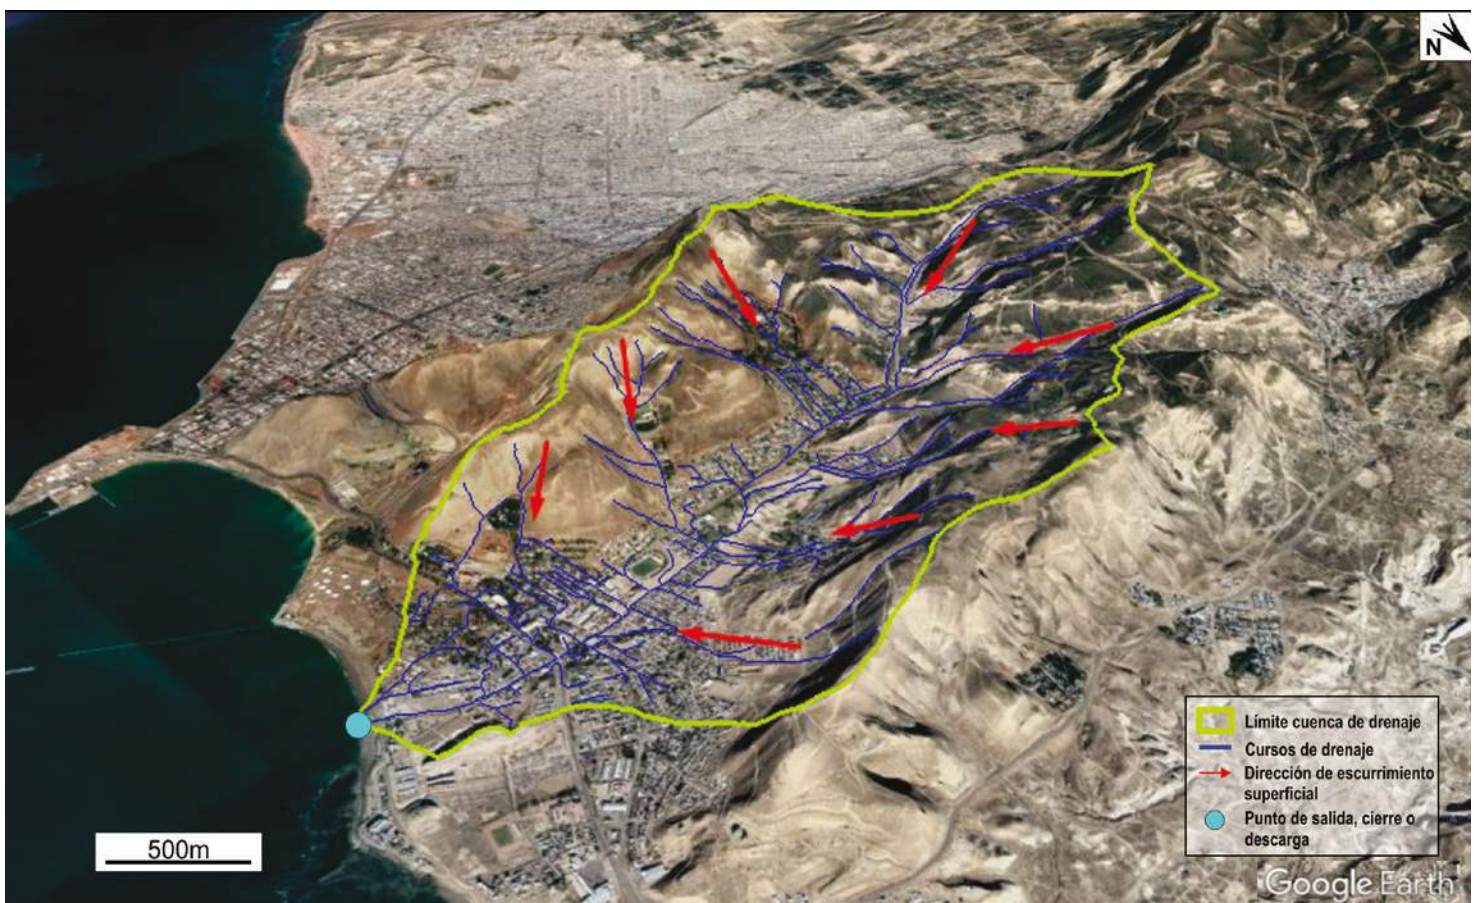 N
Límite cuenca de drenaje
Cursos de drenaje
Dirección de escurrimiento
superficial
Punto de salida, cierre o
descarga
500m
Google Earth